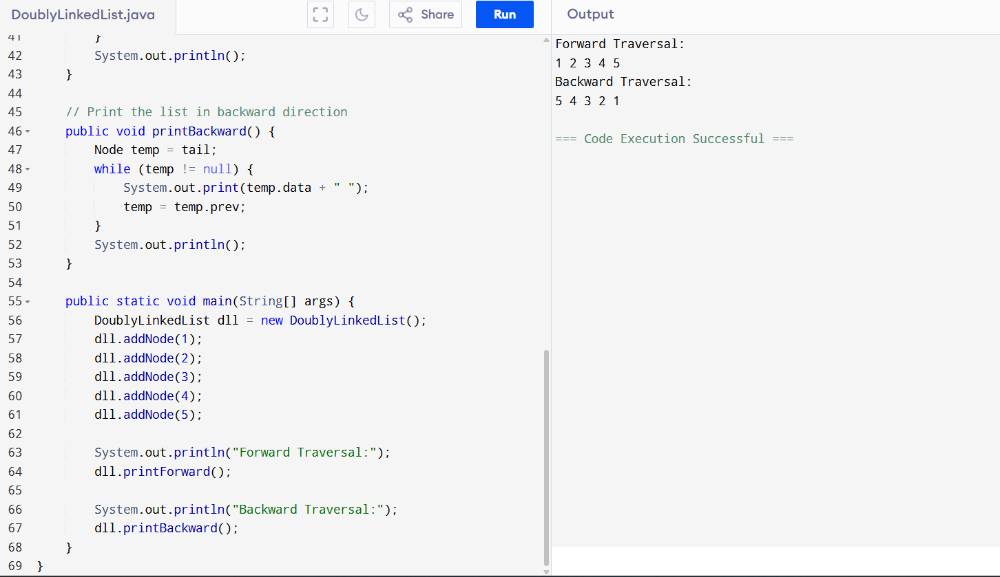 DoublyLinkedList.java
Share
Run
Output
41 }
42 System.out.println();
43 }
44
45 // Print the list in backward direction
46 public void printBackward() {
47 Node temp = tail;
48 while (temp != null) {
49 System.out.print(temp.data + " ");
50 temp = temp.prev;
51 }
52 System.out.println();
53 }
54
55 public static void main(String[] args) {
56 DoublyLinkedList dll = new DoublyLinkedList();
57 dll.addNode(1);
58 dll.addNode(2);
59 dll.addNode(3);
60 dll.addNode(4);
61 dll.addNode(5);
62
63 System.out.println("Forward Traversal:");
64 dll.printForward();
65
66 System.out.println("Backward Traversal:");
67 dll.printBackward();
68 }
69 }
Forward Traversal:
1 2 3 4 5
Backward Traversal:
5 4 3 2 1
=== Code Execution Successful ===